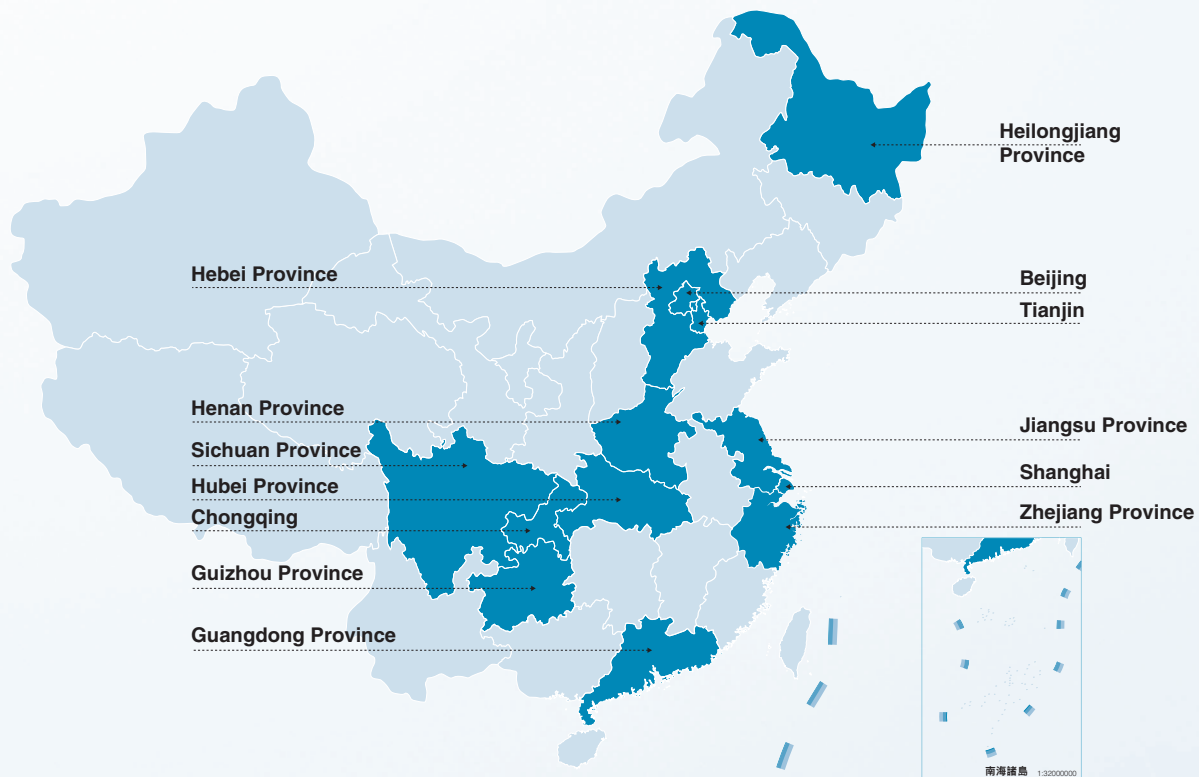 Heilongjiang
Province
Hebei Province
Beijing
Tianjin
Henan Province
Jiangsu Province
Sichuan Province
Shanghai
Hubei Province
Zhejiang Province
Chongqing
Guizhou Province
Guangdong Province
南海諸島 1:32000000